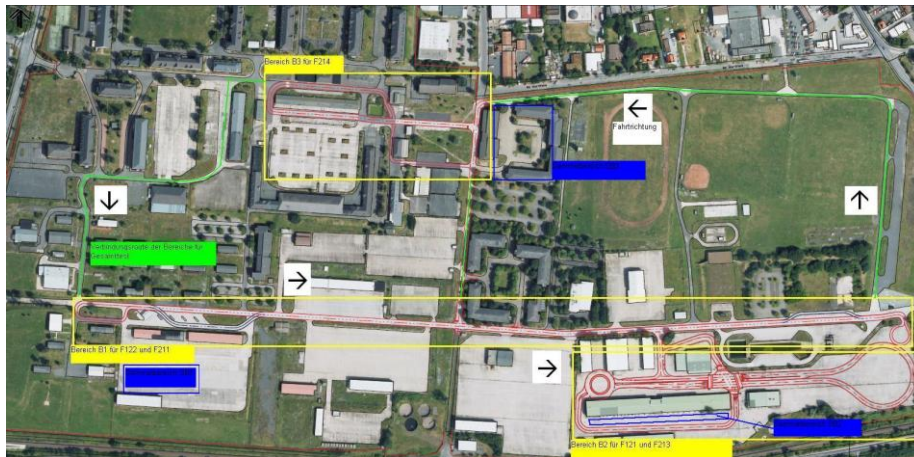 Bereich B3 für F214
Fahrtrichtung
Verbindungsroute der Bereiche für
Gesamttest
Bereich B1 für F122 und F211
Bereich B2 für F121 und F213